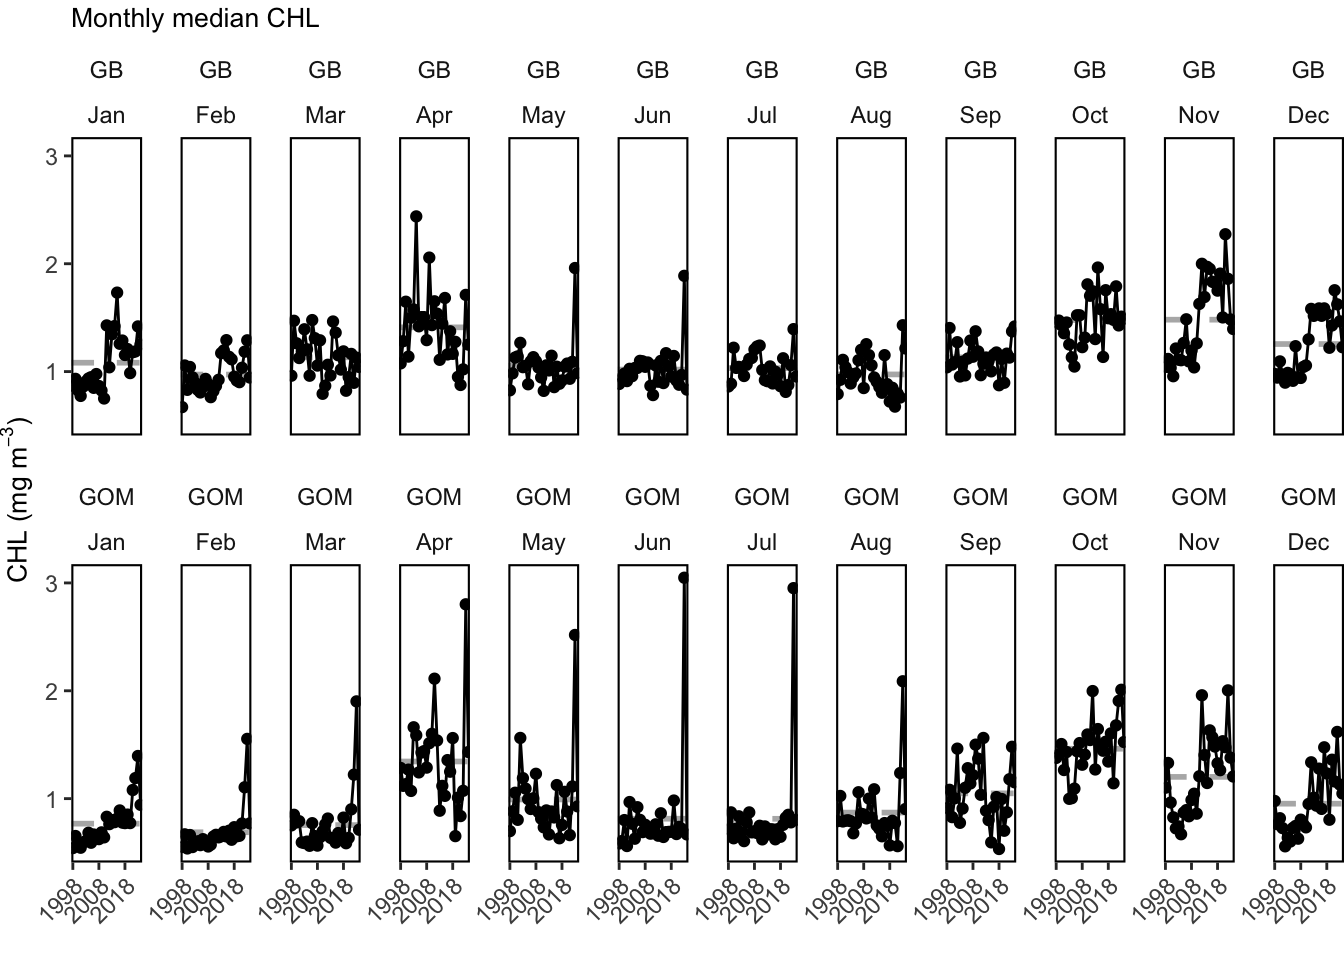 Monthly median CHL
GB GB GB GB GB GB GB GB GB GB GB GB
Jan Feb Mar Apr May Jun Jul Aug Sep Oct Nov Dec
3
2
1
CHL (mg m⁻³)
GOM GOM GOM GOM GOM GOM GOM GOM GOM GOM GOM GOM
Jan Feb Mar Apr May Jun Jul Aug Sep Oct Nov Dec
3
2
1
1998 2008 2018 1998 2008 2018 1998 2008 2018 1998 2008 2018 1998 2008 2018 1998 2008 2018 1998 2008 2018 1998 2008 2018 1998 2008 2018 1998 2008 2018 1998 2008 2018 1998 2008 2018